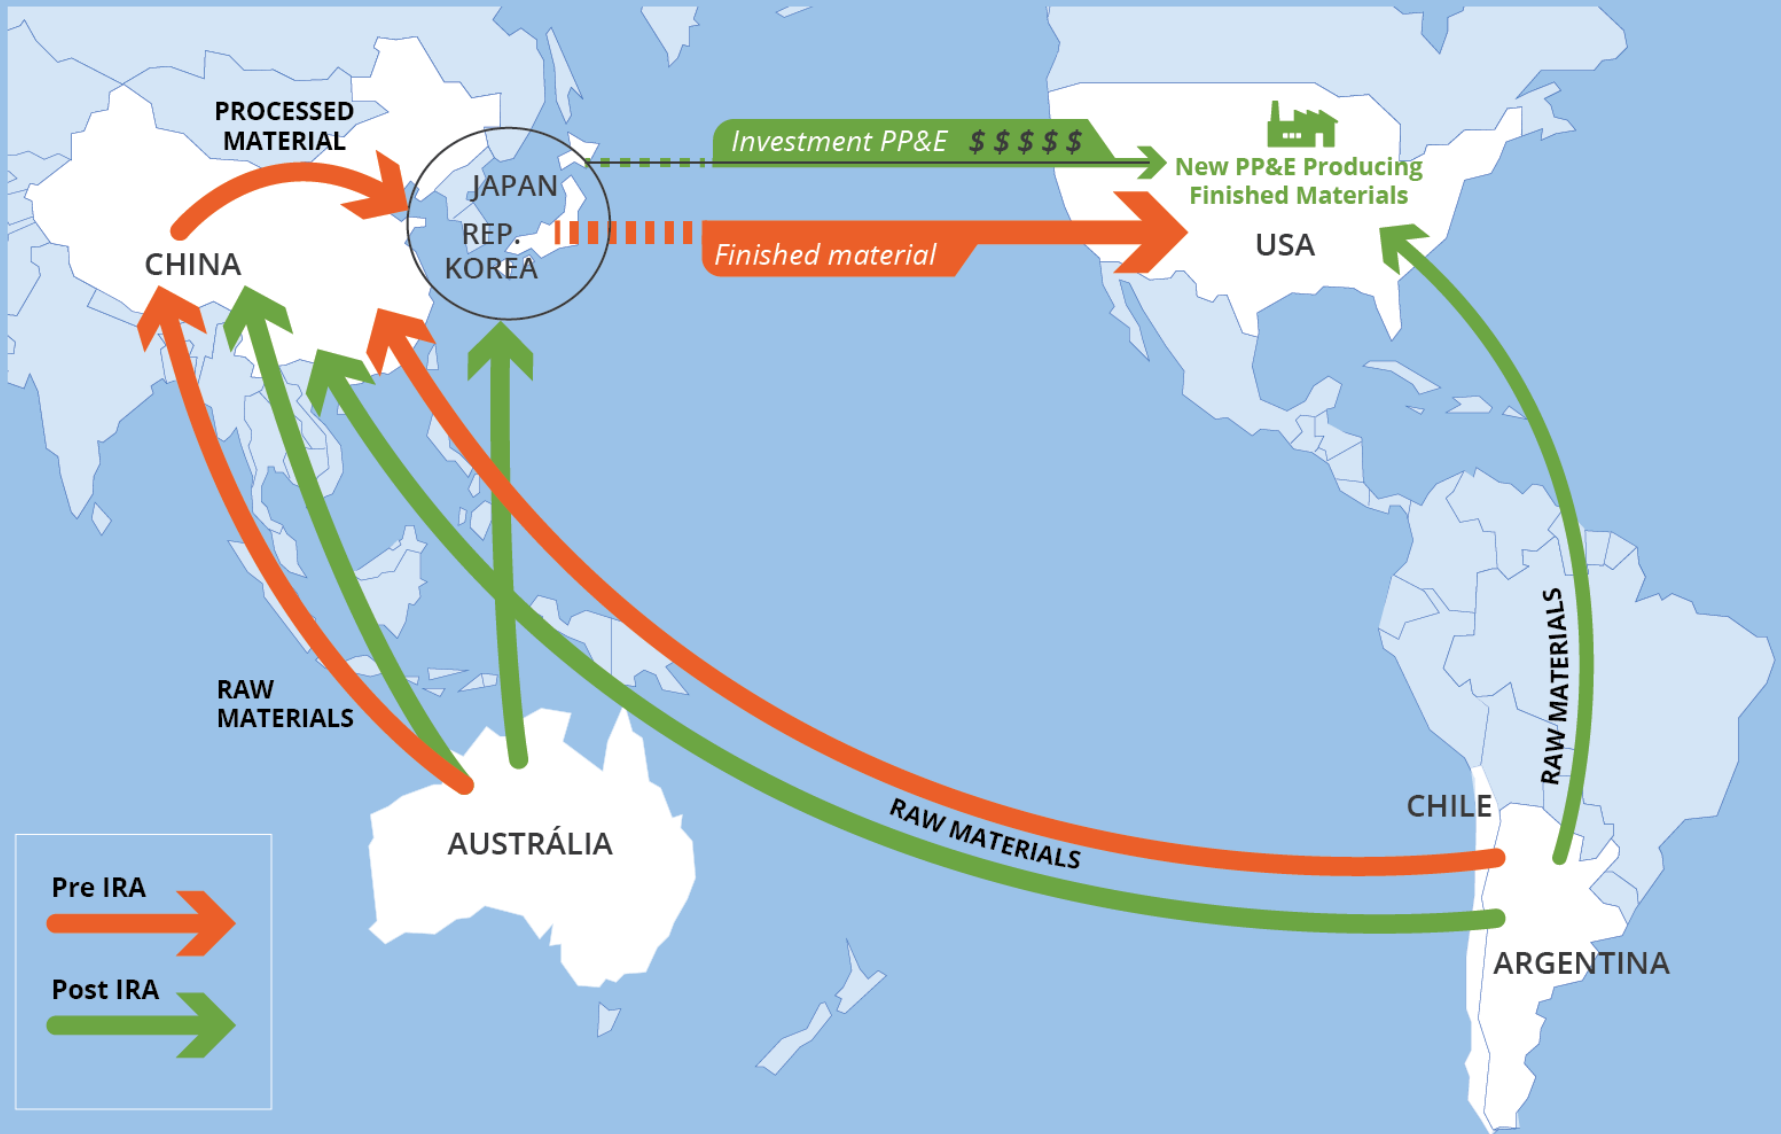 PROCESSED
MATERIAL
Investment PP&E $ $ $ $ $
New PP&E Producing
Finished Materials
JAPAN
REP.
KOREA
Finished material
USA
CHINA
RAW
MATERIALS
RAW MATERIALS
RAW MATERIALS
CHILE
AUSTRÁLIA
ARGENTINA
Pre IRA
Post IRA